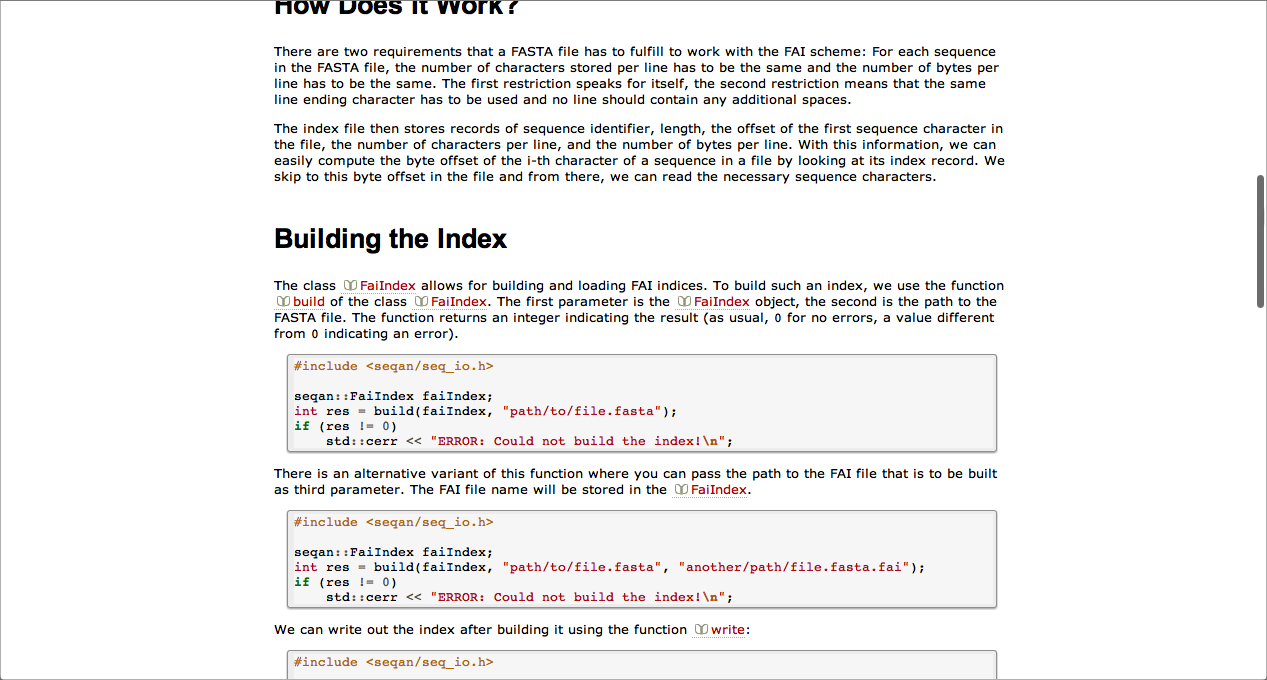 How Does It Work?
There are two requirements that a FASTA file has to fulfill to work with the FAI scheme: For each sequence
in the FASTA file, the number of characters stored per line has to be the same and the number of bytes per
line has to be the same. The first restriction speaks for itself, the second restriction means that the same
line ending character has to be used and no line should contain any additional spaces.
The index file then stores records of sequence identifier, length, the offset of the first sequence character in
the file, the number of characters per line, and the number of bytes per line. With this information, we can
easily compute the byte offset of the i-th character of a sequence in a file by looking at its index record. We
skip to this byte offset in the file and from there, we can read the necessary sequence characters.
Building the Index
The class FaiIndex allows for building and loading FAI indices. To build such an index, we use the function
build of the class FaiIndex. The first parameter is the FaiIndex object, the second is the path to the
FASTA file. The function returns an integer indicating the result (as usual, 0 for no errors, a value different
from 0 indicating an error).
#include <seqan/seq_io.h>
seqan::FaiIndex faiIndex;
int res = build(faiIndex, "path/to/file.fasta");
if (res != 0)
    std::cerr << "ERROR: Could not build the index!\n";
There is an alternative variant of this function where you can pass the path to the FAI file that is to be built
as third parameter. The FAI file name will be stored in the FaiIndex.
#include <seqan/seq_io.h>
seqan::FaiIndex faiIndex;
int res = build(faiIndex, "path/to/file.fasta", "another/path/file.fasta.fai");
if (res != 0)
    std::cerr << "ERROR: Could not build the index!\n";
We can write out the index after building it using the function write:
#include <seqan/seq_io.h>